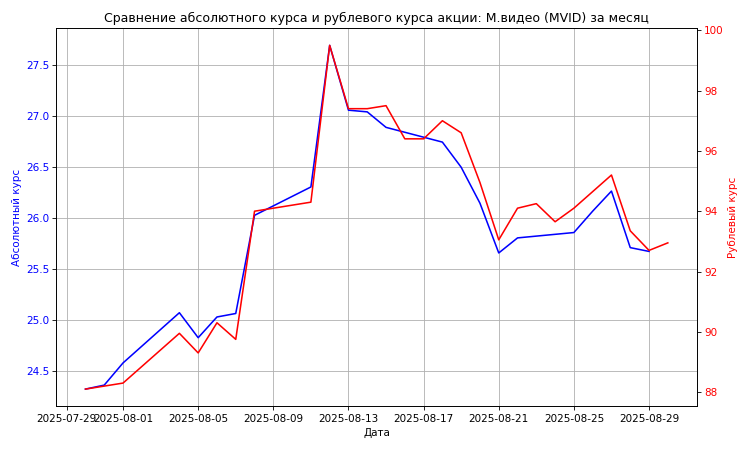 Сравнение абсолютного курса и рублевого курса акции: М.видео (MVID) за месяц
Абсолютный курс
27.5
27.0
26.5
26.0
25.5
25.0
24.5
100
98
96
94
92
90
88
Рублевый курс
2025-07-29 2025-08-01 2025-08-05 2025-08-09 2025-08-13 2025-08-17 2025-08-21 2025-08-25 2025-08-29
Дата